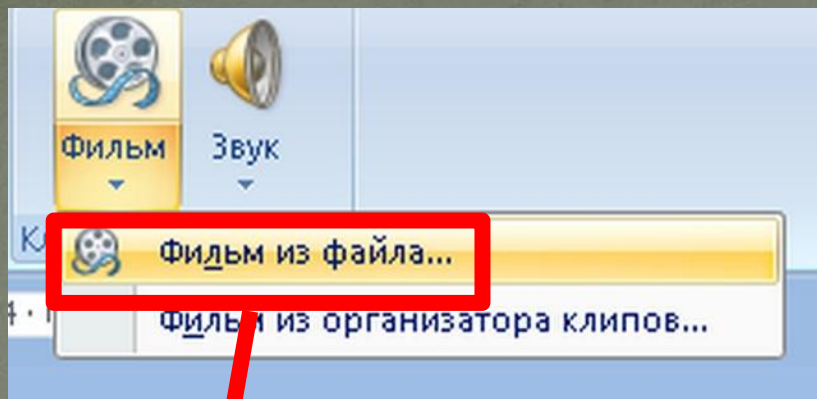 Фильм
Звук
Фильм из файла...
Фильм из организатора клипов...